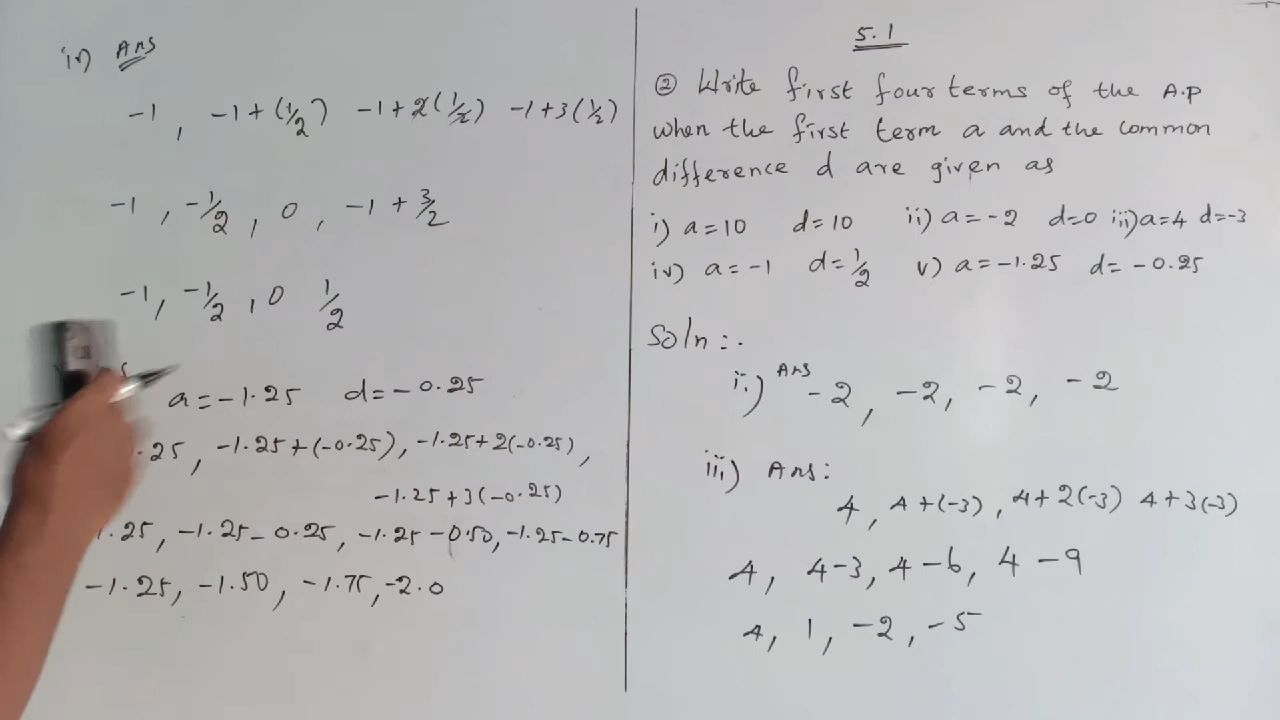 iv) Ans
-1, -1+(1/2) -1+2(1/2) -1+3(1/2)
-1, -1/2, 0, -1+3/2
-1, -1/2, 0 1/2
a=-1.25 d=-0.25
.25, -1.25+(-0.25), -1.25+2(-0.25),
-1.25+3(-0.25)
1.25, -1.25-0.25, -1.25-0.50, -1.25-0.75
-1.25, -1.50, -1.75, -2.0
5.1
② Write first four terms of the A.P
when the first term a and the common
difference d are given as
i) a=10 d=10 ii) a=-2 d=0 iii) a=4 d=-3
iv) a=-1 d=1/2 v) a=-1.25 d=-0.25
Soln:.
ii.) Ans -2, -2, -2, -2
iii) Ans:
4, 4+(-3), 4+2(-3) 4+3(-3)
4, 4-3, 4-6, 4-9
4, 1, -2, -5